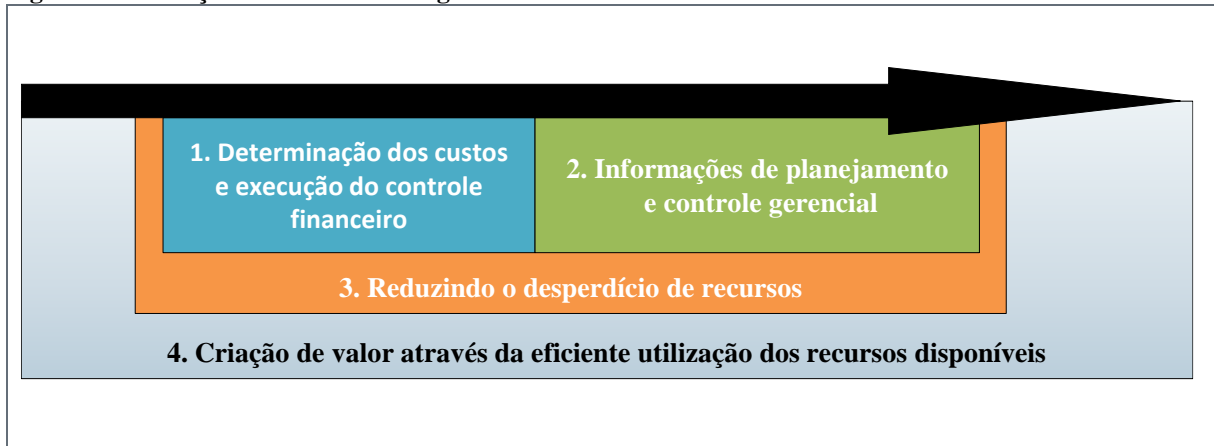 1. Determinação dos custos
e execução do controle
financeiro
2. Informações de planejamento
e controle gerencial
3. Reduzindo o desperdício de recursos
4. Criação de valor através da eficiente utilização dos recursos disponíveis